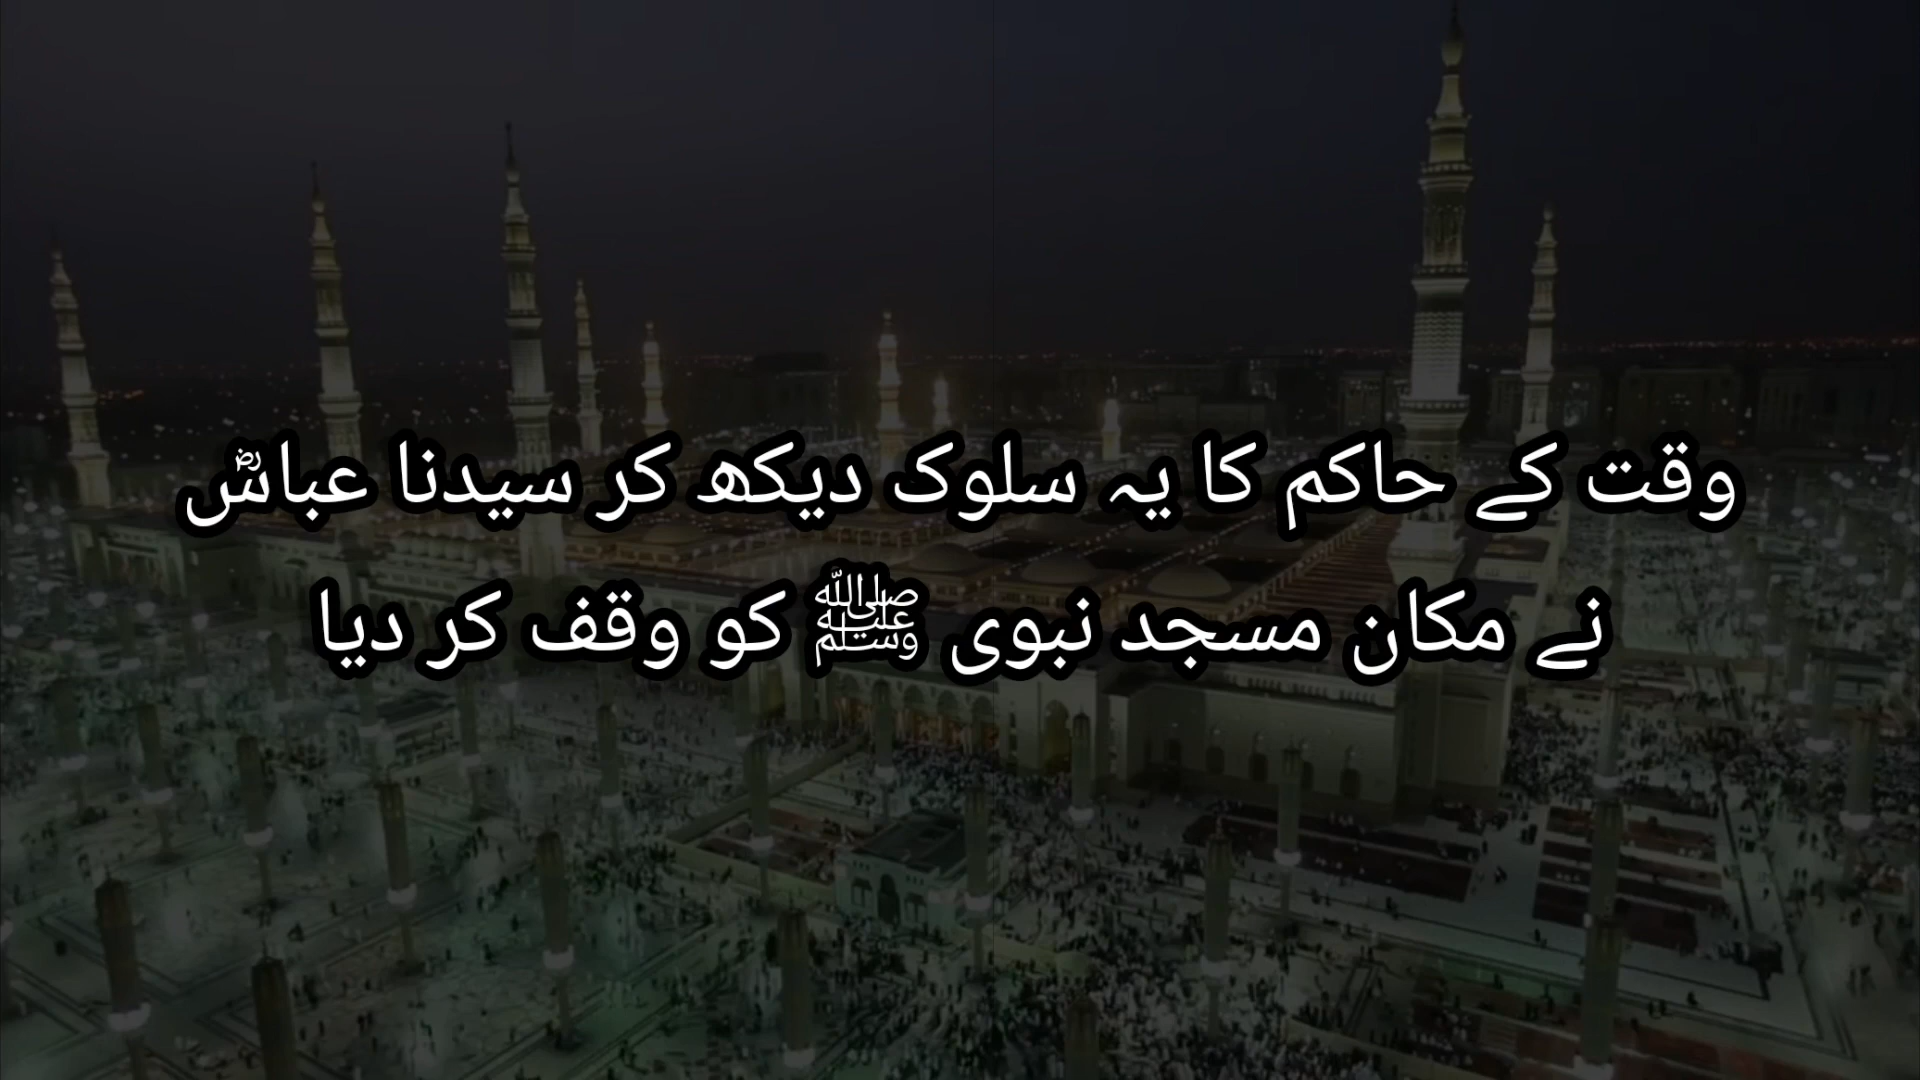 وقت کے حاکم کا یہ سلوک دیکھ کر سیدنا عباسؓ
نے مکان مسجد نبوی ﷺ کو وقف کر دیا